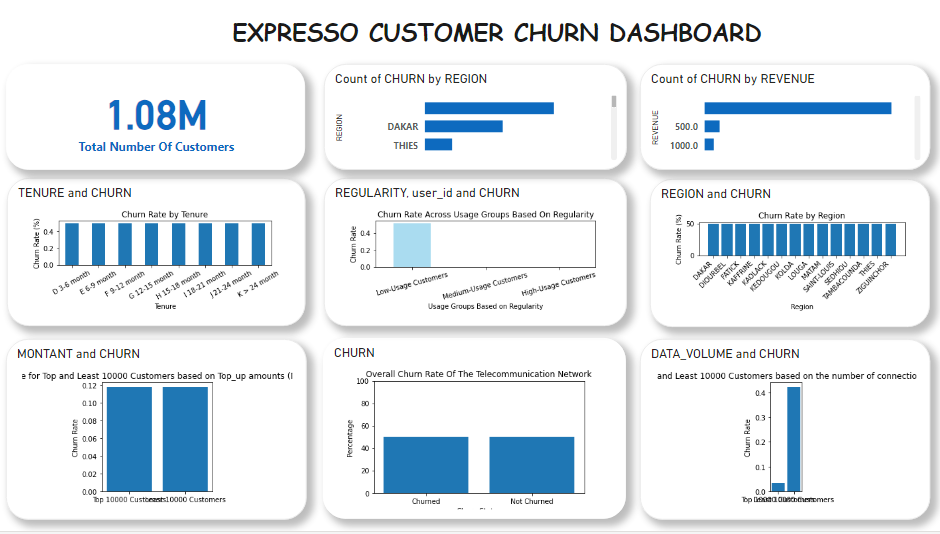 EXPRESSO CUSTOMER CHURN DASHBOARD
1.08M
Total Number Of Customers
Count of CHURN by REGION
REGION
DAKAR
THIES
Count of CHURN by REVENUE
REVENUE
500.0
1000.0
TENURE and CHURN
Churn Rate by Tenure
Churn Rate (%)
0.4
0.2
0.0
D 3-6 month
E 6-9 month
F 9-12 month
G 12-15 month
H 15-18 month
I 18-21 month
J 21-24 month
K > 24 month
Tenure
REGULARITY, user_id and CHURN
Churn Rate Across Usage Groups Based On Regularity
Churn Rate
0.4
0.2
0.0
Low-Usage Customers
Medium-Usage Customers
High-Usage Customers
Usage Groups Based on Regularity
REGION and CHURN
Churn Rate by Region
Churn Rate (%)
50
0
DAKAR
DIOURBEL
FATICK
KAFFRINE
KAOLACK
KEDOUGOU
KOLDA
LOUGA
MATAM
SAINT-LOUIS
SEDHIOU
TAMBACOUNDA
THIES
ZIGUINCHOR
Region
MONTANT and CHURN
e for Top and Least 10000 Customers based on Top_up amounts (
Churn Rate
0.12
0.10
0.08
0.06
0.04
0.02
0.00
Top 10000 Customers
Least 10000 Customers
CHURN
Overall Churn Rate Of The Telecommunication Network
Percentage
100
80
60
40
20
0
Churned
Not Churned
DATA_VOLUME and CHURN
and Least 10000 Customers based on the number of connectio
Churn Rate
0.4
0.3
0.2
0.1
0.0